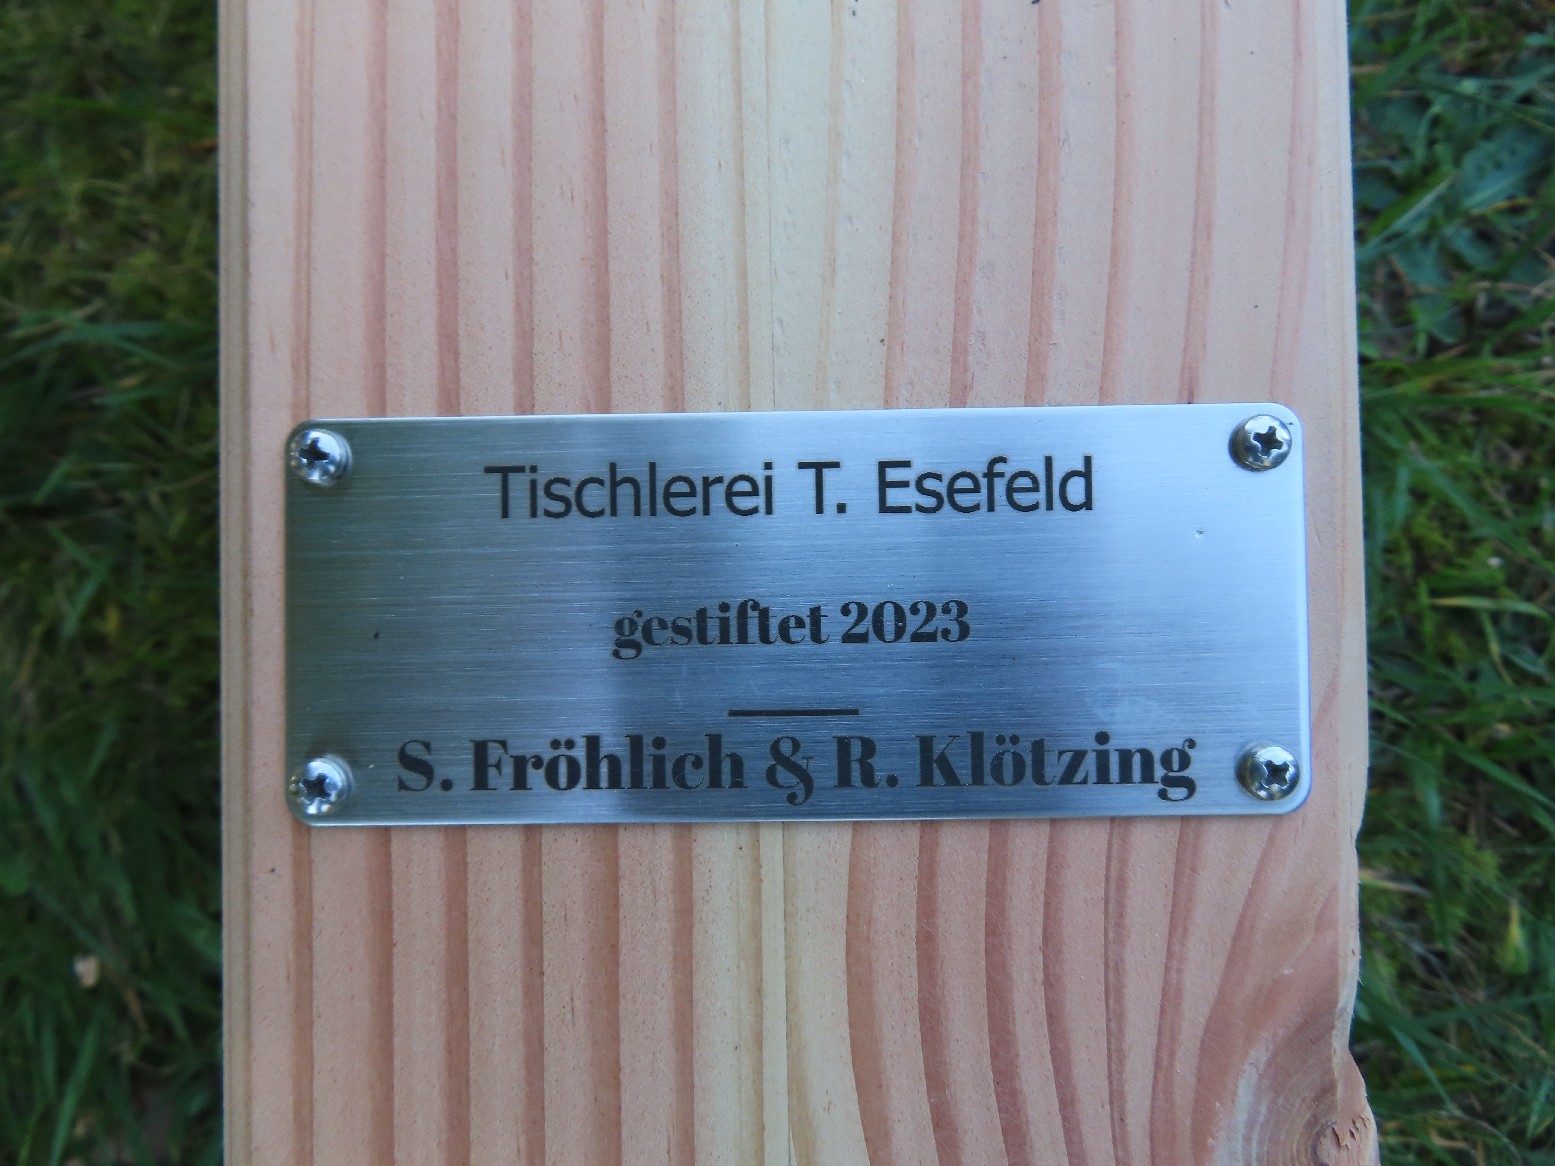 Tischlerei T. Esefeld
gestiftet 2023
S. Fröhlich & R. Klötzing